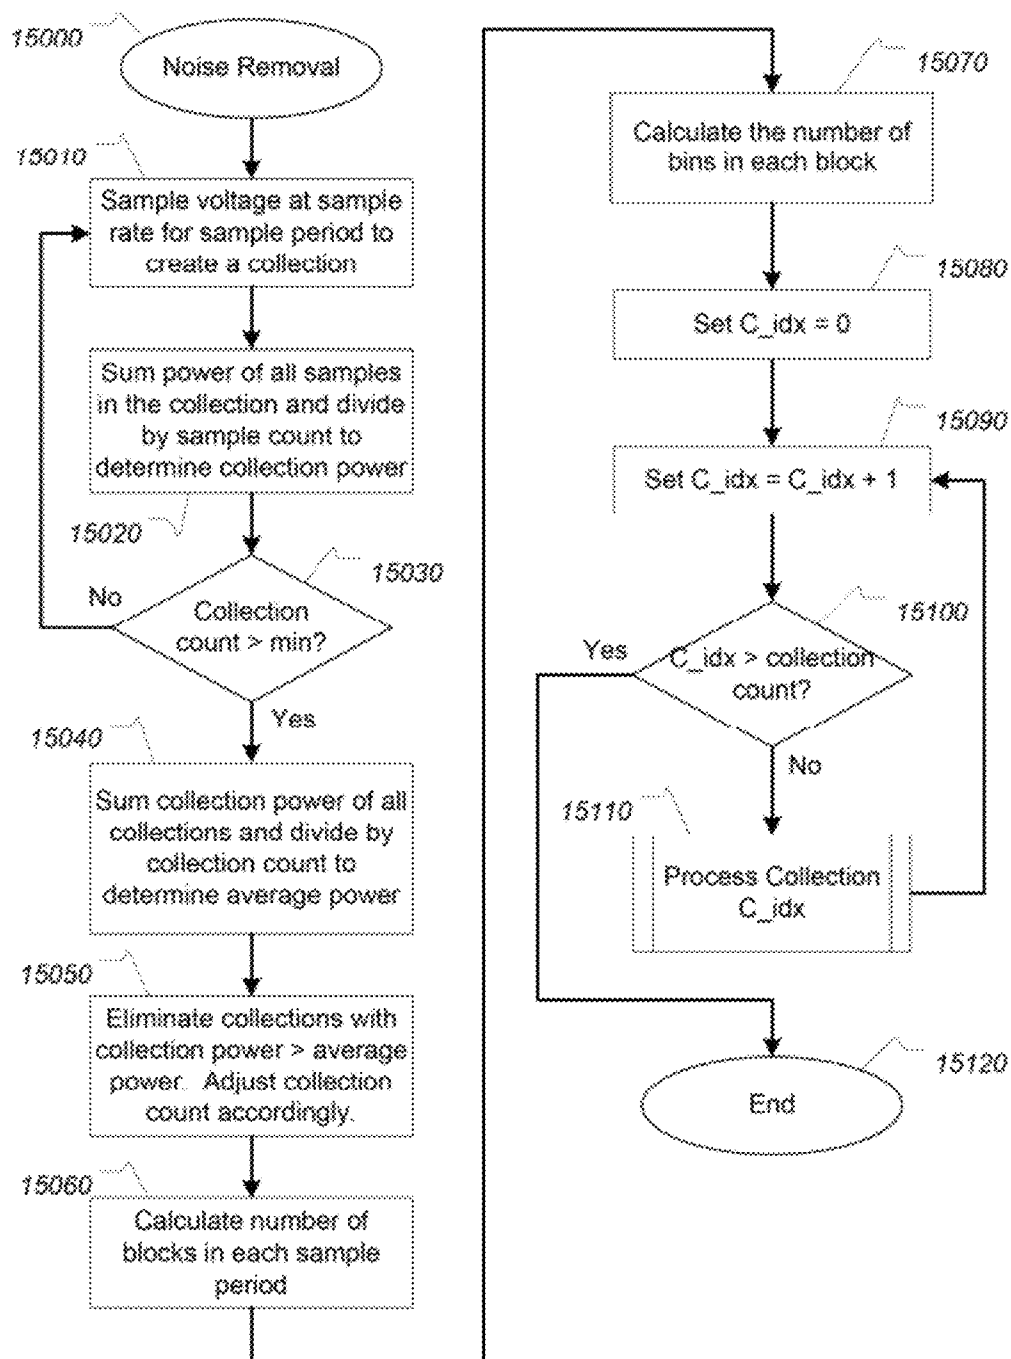 15000
Noise Removal
15010
Sample voltage at sample
rate for sample period to
create a collection
Sum power of all samples
in the collection and divide
by sample count to
determine collection power
15020
15030
No
Collection
count > min?
Yes
15040
Sum collection power of all
collections and divide by
collection count to
determine average power
15050
Eliminate collections with
collection power > average
power. Adjust collection
count accordingly.
15060
Calculate number of
blocks in each sample
period
15070
Calculate the number of
bins in each block
15080
Set C_idx = 0
15090
Set C_idx = C_idx + 1
15100
Yes
C_idx > collection
count?
No
15110
Process Collection
C_idx
15120
End